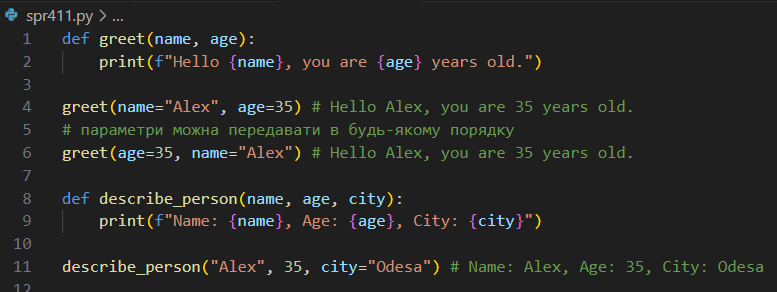 spr411.py > ...
1 def greet(name, age):
2     print(f"Hello {name}, you are {age} years old.")
3
4 greet(name="Alex", age=35) # Hello Alex, you are 35 years old.
5 # параметри можна передавати в будь-якому порядку
6 greet(age=35, name="Alex") # Hello Alex, you are 35 years old.
7
8 def describe_person(name, age, city):
9     print(f"Name: {name}, Age: {age}, City: {city}")
10
11 describe_person("Alex", 35, city="Odesa") # Name: Alex, Age: 35, City: Odesa
12